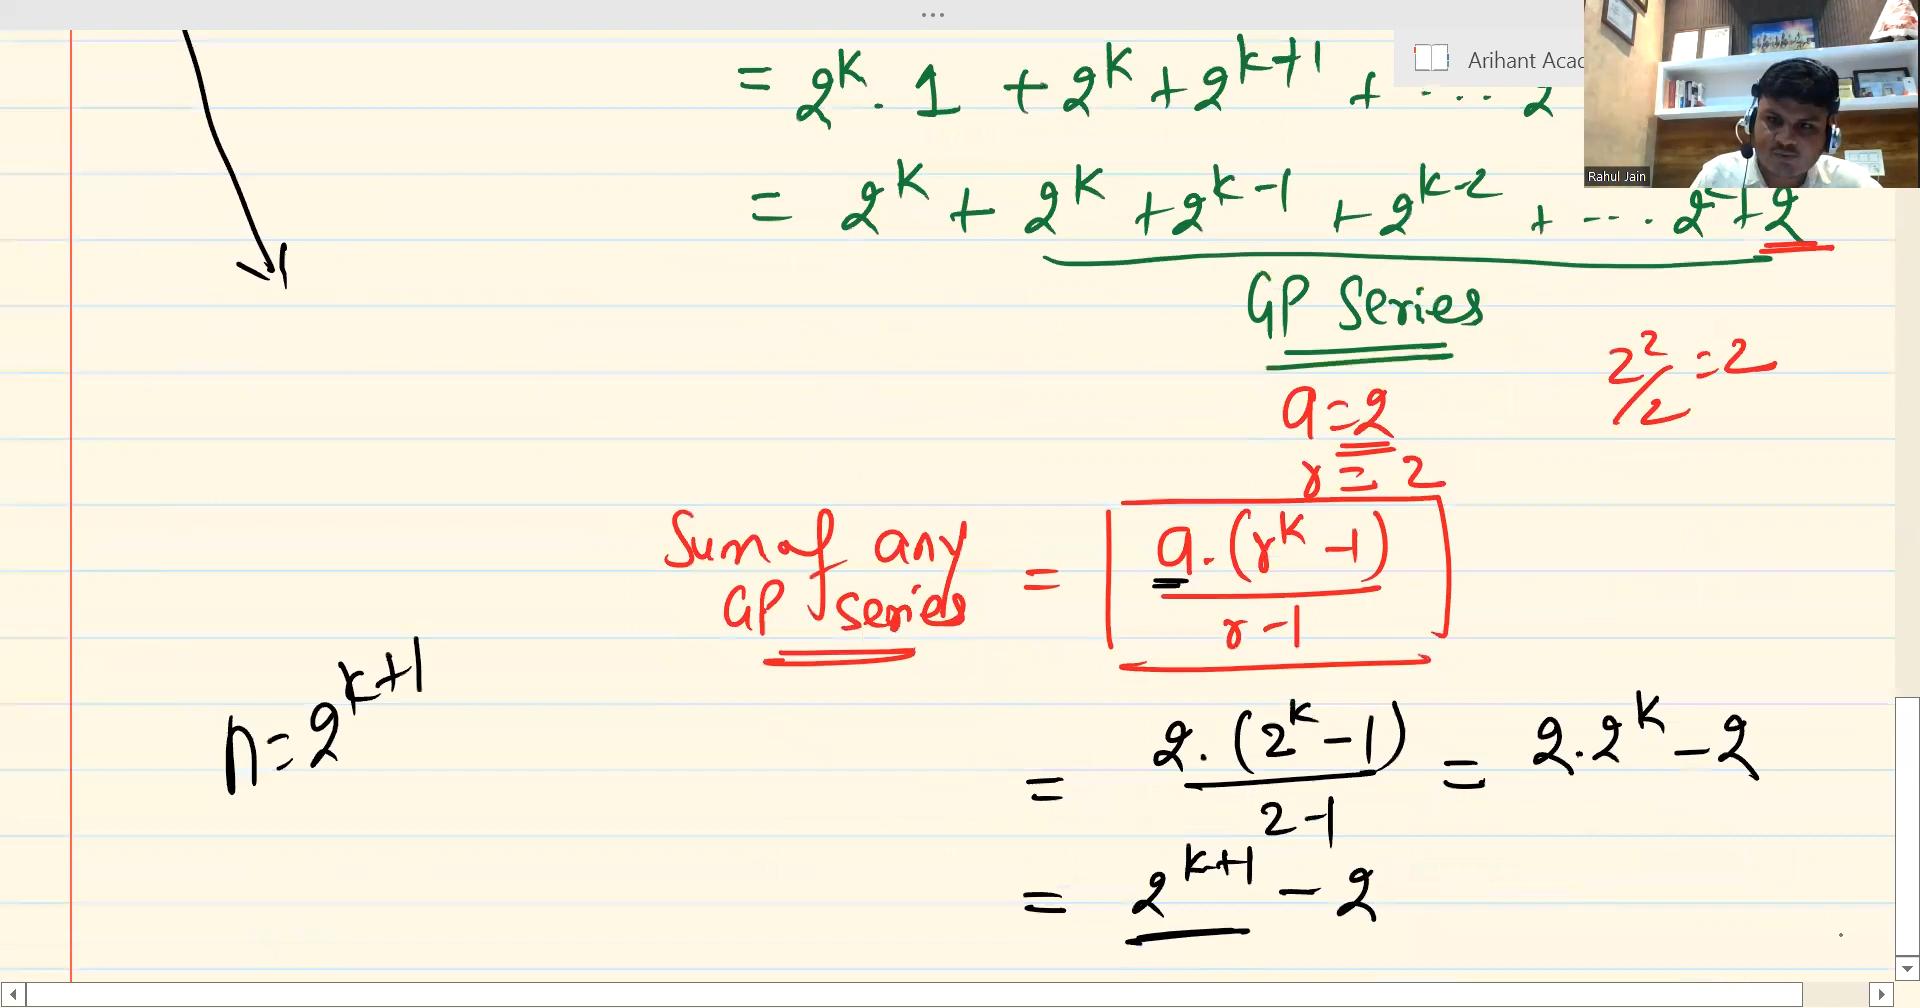 ...
= 2^k . 1 + 2^k + 2^(k+1) + ... 2
Arihant Acad
= 2^k + 2^k + 2^(k-1) + 2^(k-2) + ... 2^2 + 2
Rahul Jain
GP Series
2^2/2 = 2
a = 2
r = 2
Sum of any GP series = a.(r^k - 1) / r - 1
n = 2^(k+1)
= 2.(2^k - 1) / 2 - 1 = 2.2^k - 2
= 2^(k+1) - 2